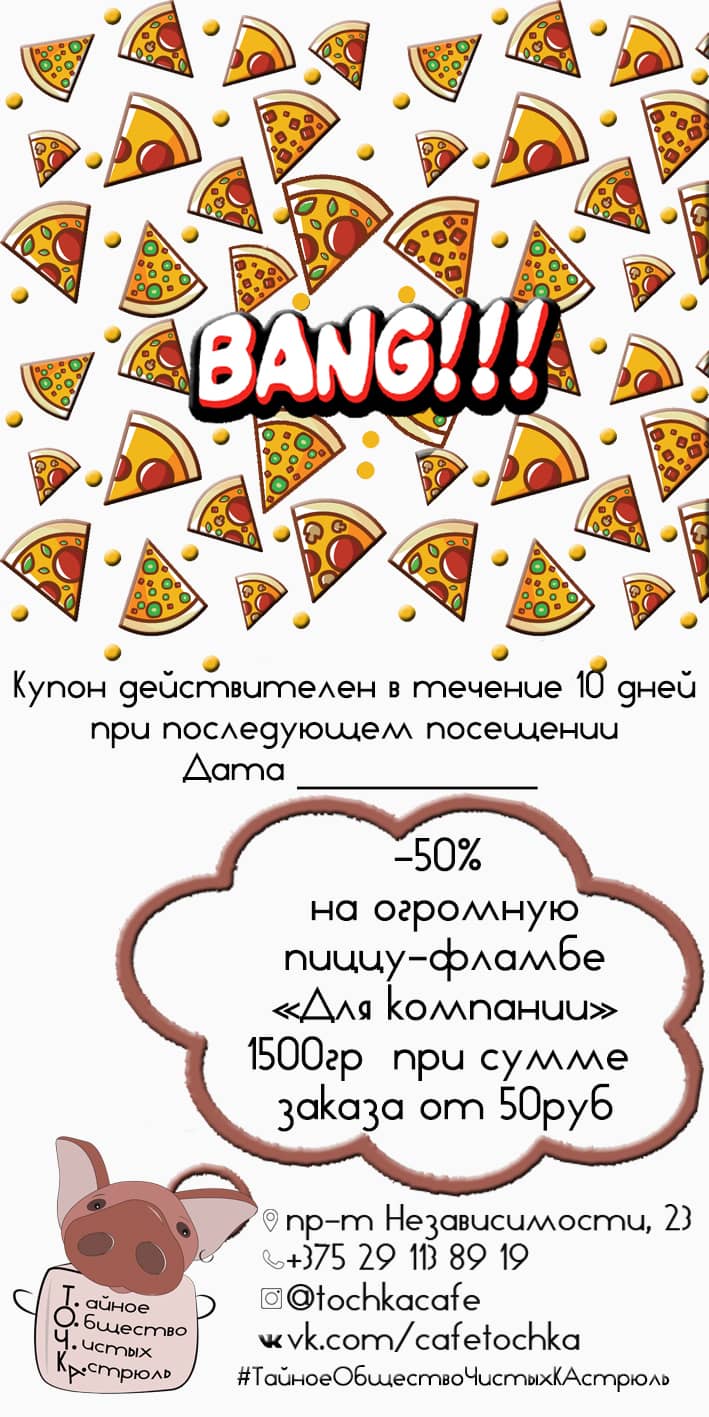 BANG!!!
Купон действителен в течение 10 дней
при последующем посещении
Дата ________________
-50%
на огромную
пиццу-фламбе
«Для компании»
1500гр при сумме
заказа от 50руб
Т.айное
О.бщество
Ч.истых
КА.стрюль
пр-т Независимости, 23
+375 29 113 89 19
@tochkacafe
vk.com/cafetochka
#ТайноеОбществоЧистыхКАстрюль